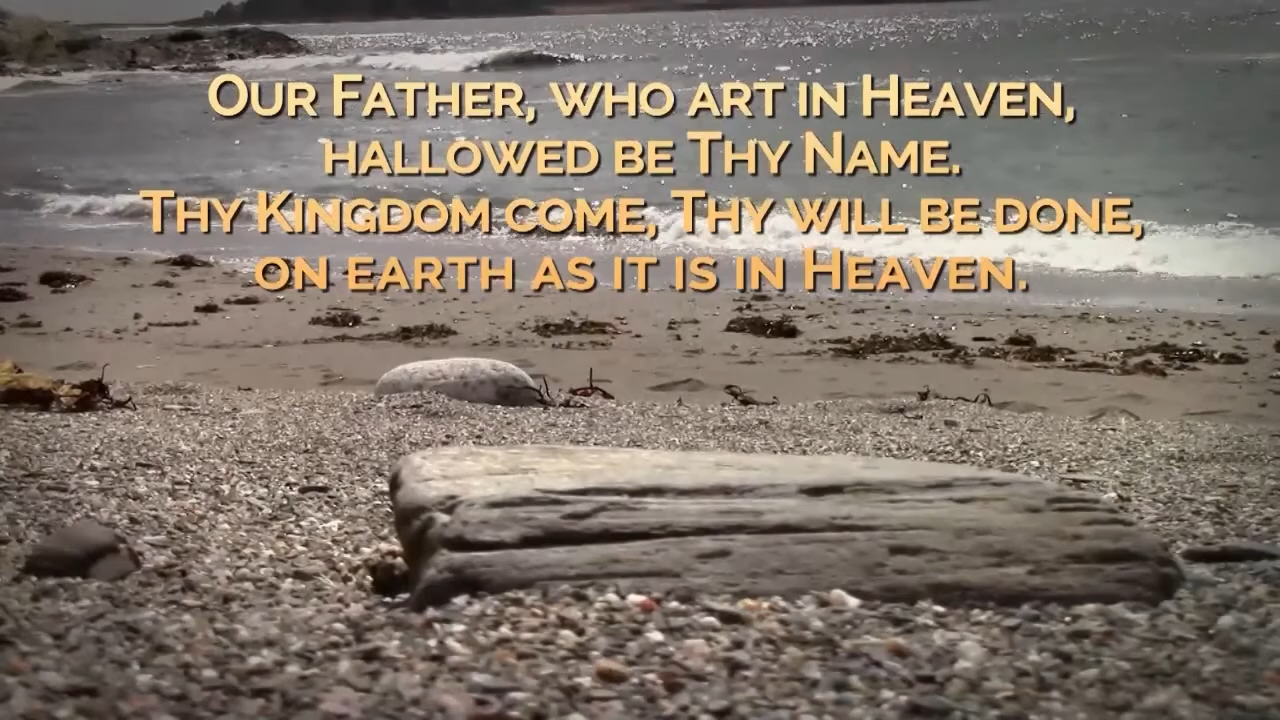 Our Father, who art in Heaven,
hallowed be Thy Name.
Thy Kingdom come, Thy will be done,
on earth as it is in Heaven.